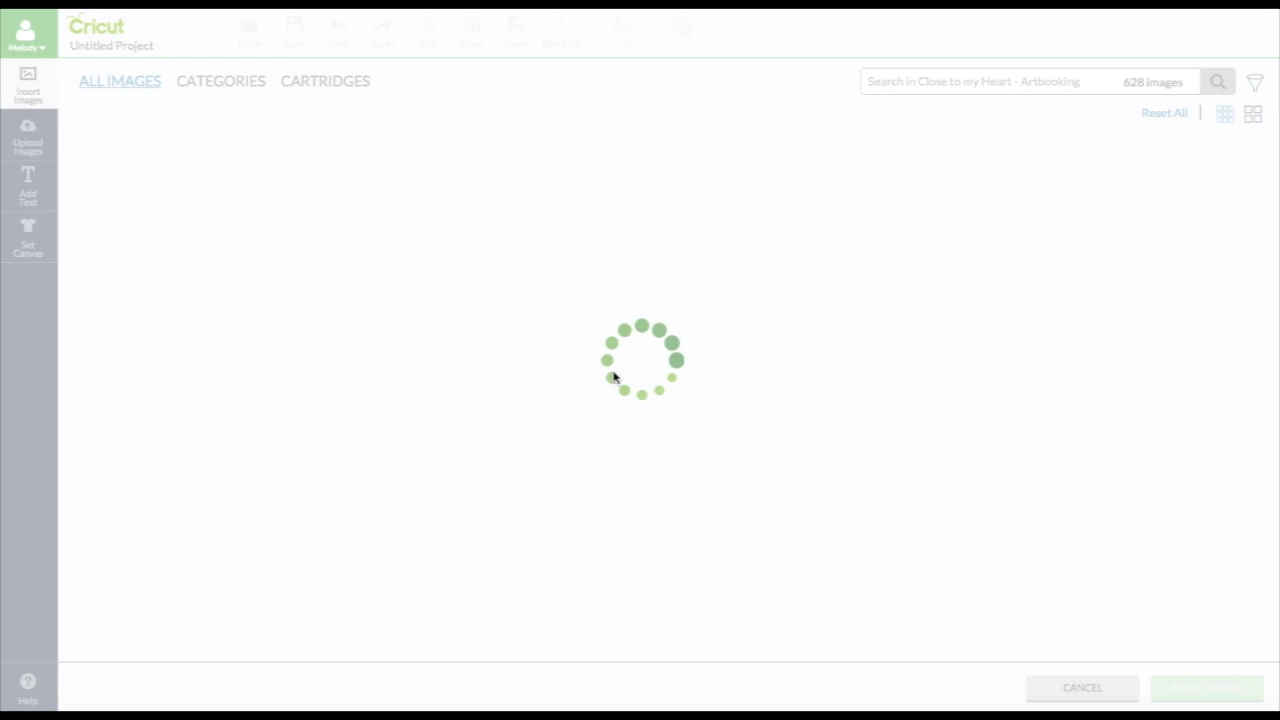 Cricut
Untitled Project
Melody
Insert
Images
Upload
Images
Add
Text
Set
Canvas
Help
ALL IMAGES
CATEGORIES
CARTRIDGES
Search in Close to my Heart - Artbooking
628 images
Reset All
CANCEL